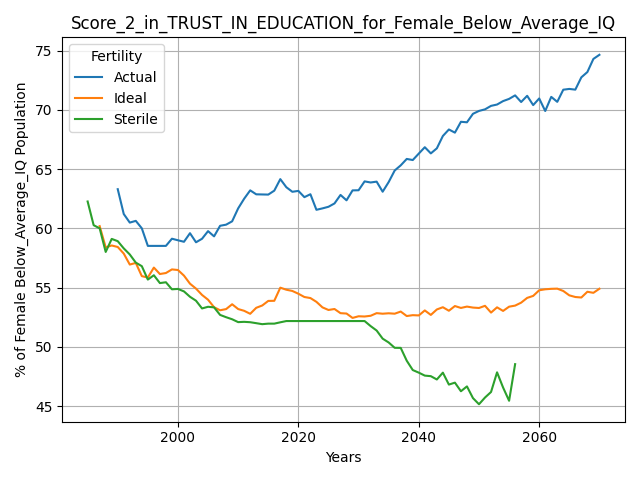 Score_2_in_TRUST_IN_EDUCATION_for_Female_Below_Average_IQ
Fertility
Actual
Ideal
Sterile
% of Female Below_Average_IQ Population
75
70
65
60
55
50
45
2000
2020
2040
2060
Years